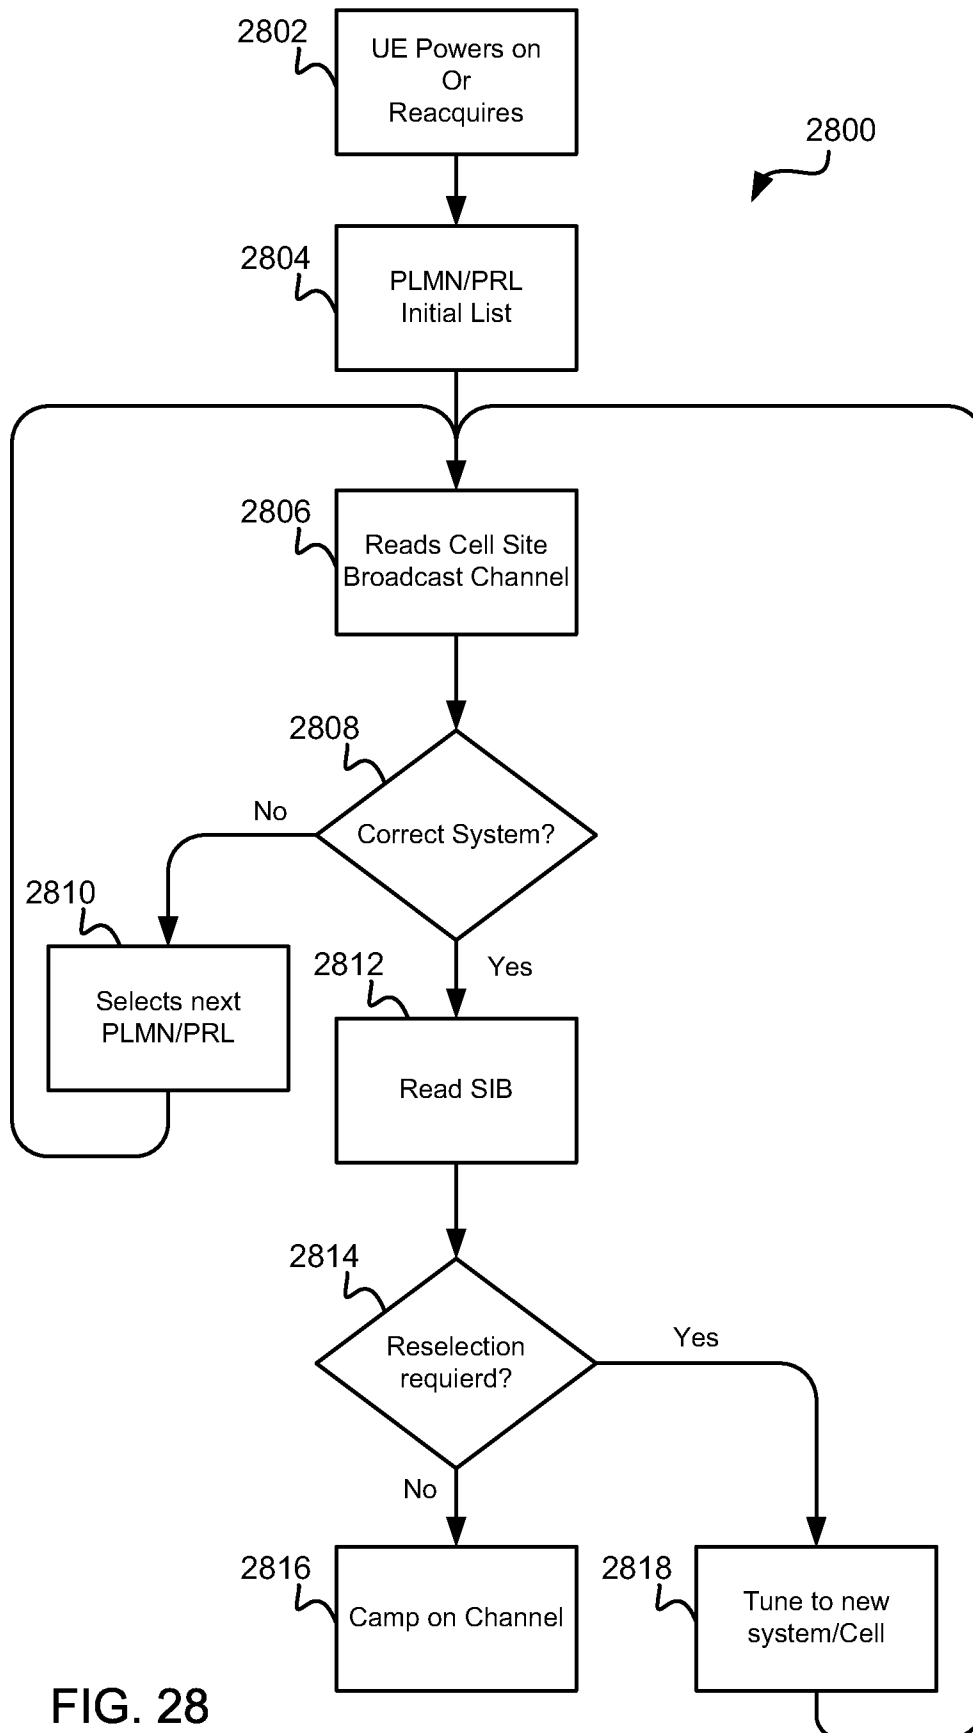 2802
UE Powers on
Or
Reacquires
2800
2804
PLMN/PRL
Initial List
2806
Reads Cell Site
Broadcast Channel
2808
Correct System?
No
Yes
2810
Selects next
PLMN/PRL
2812
Read SIB
2814
Reselection
requierd?
Yes
No
2816
Camp on Channel
2818
Tune to new
system/Cell
FIG. 28